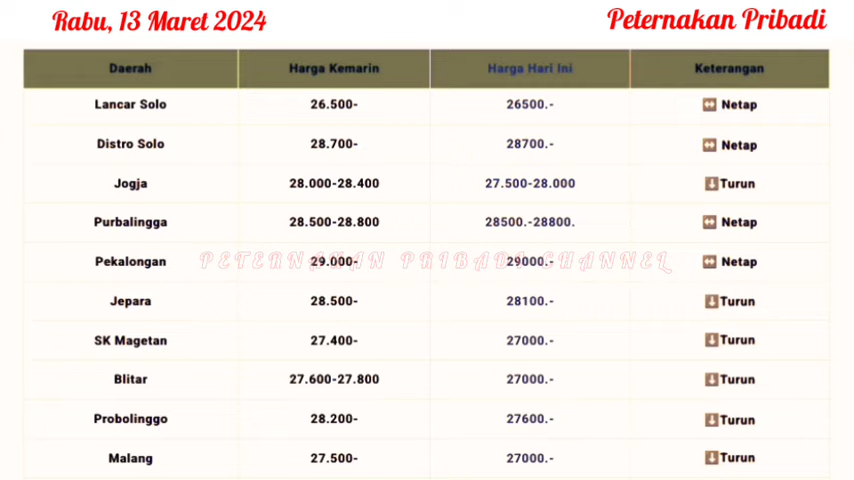 Rabu, 13 Maret 2024 Peternakan Pribadi
Daerah Harga Kemarin Harga Hari Ini Keterangan
Lancar Solo 26.500- 26500.- Netap
Distro Solo 28.700- 28700.- Netap
Jogja 28.000-28.400 27.500-28.000 Turun
Purbalingga 28.500-28.800 28500.-28800. Netap
Pekalongan 29.000- 29000.- Netap
PETERNAKAN PRIBADI CHANNEL
Jepara 28.500- 28100.- Turun
SK Magetan 27.400- 27000.- Turun
Blitar 27.600-27.800 27000.- Turun
Probolinggo 28.200- 27600.- Turun
Malang 27.500- 27000.- Turun